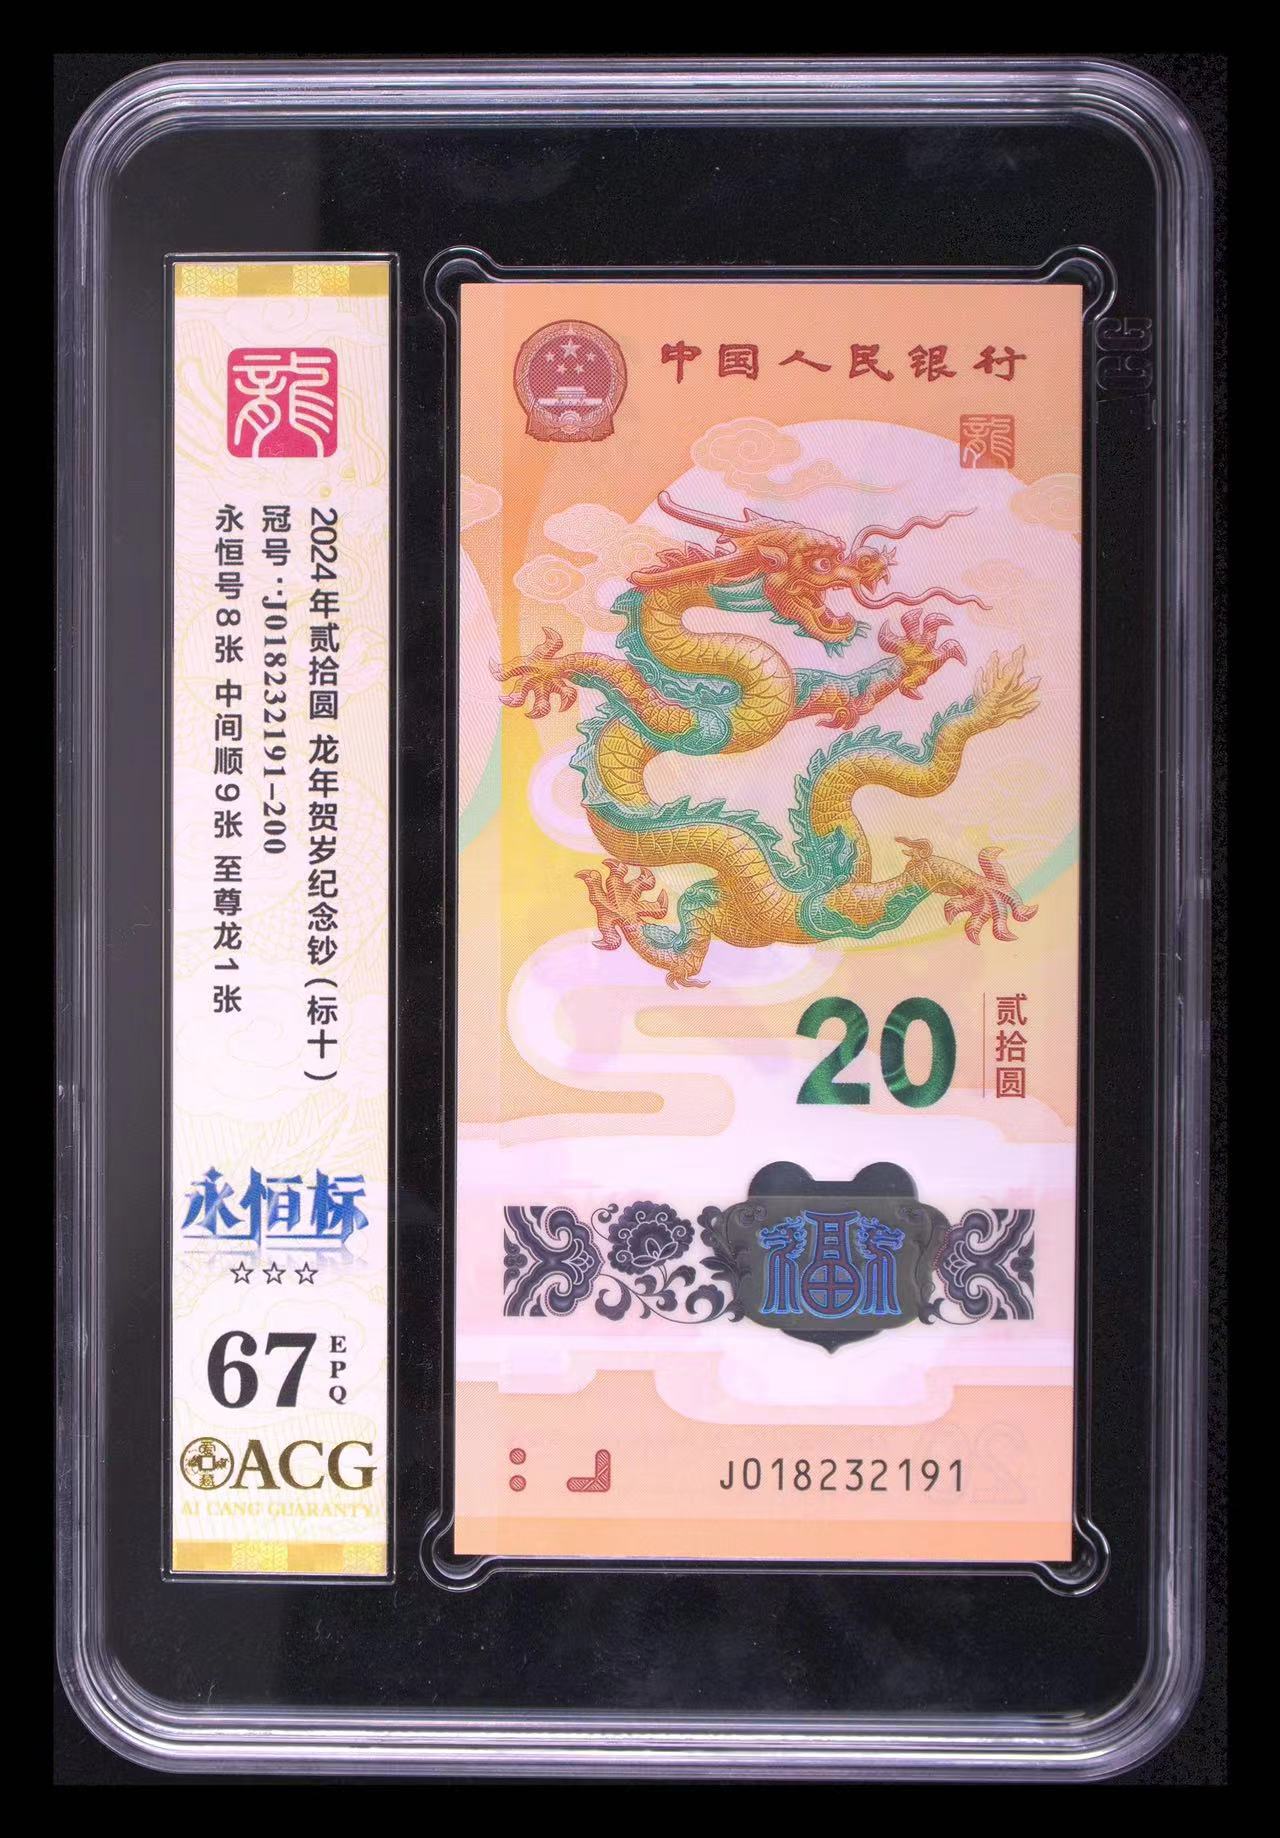 龍
2024年贰拾圆 龙年贺岁纪念钞(标十)
冠号:J018232191-200
永恒号8张 中间顺9张 至尊龙1张
永恒标
☆☆☆
67 EPQ
ACG
AI CANG GUARANTY
中国人民银行
龍
20
贰拾圆
福
J018232191